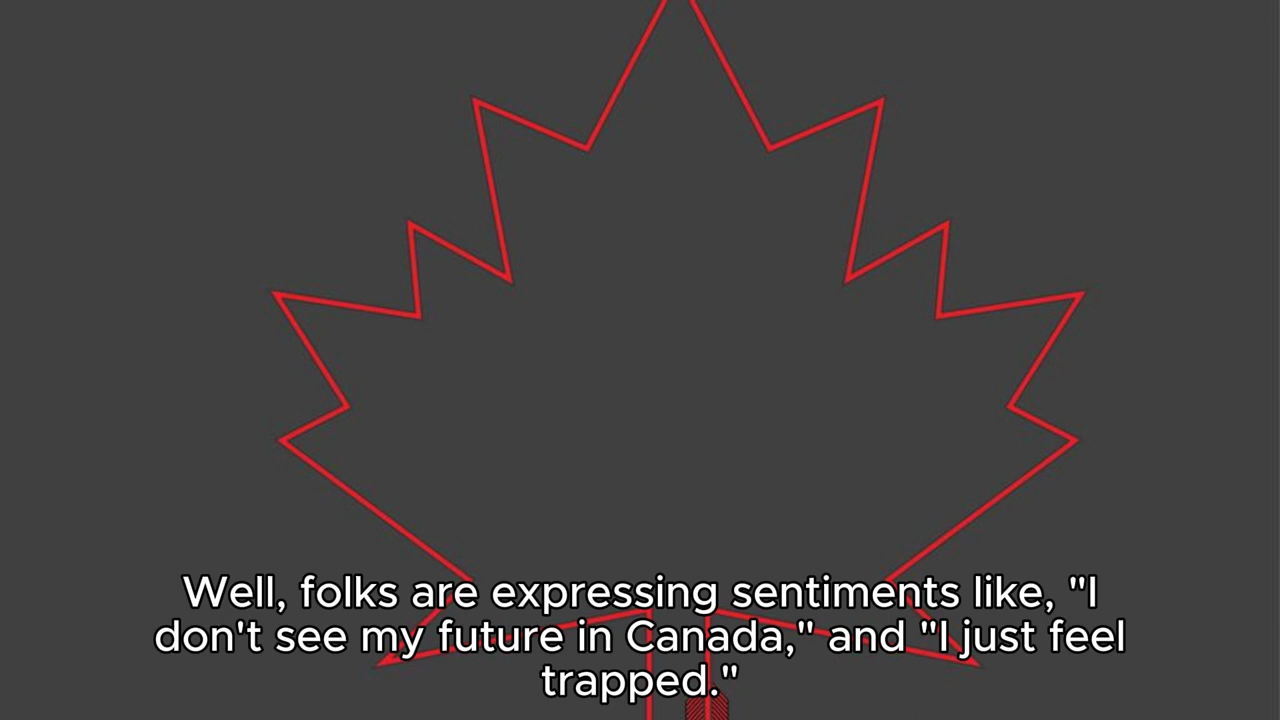 Well, folks are expressing sentiments like, "I
don't see my future in Canada," and "I just feel
trapped."